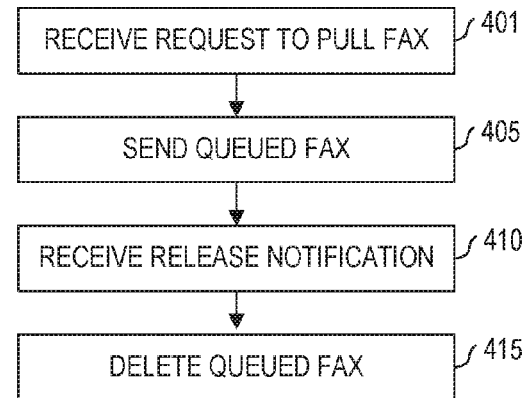 RECEIVE REQUEST TO PULL FAX 401
SEND QUEUED FAX 405
RECEIVE RELEASE NOTIFICATION 410
DELETE QUEUED FAX 415